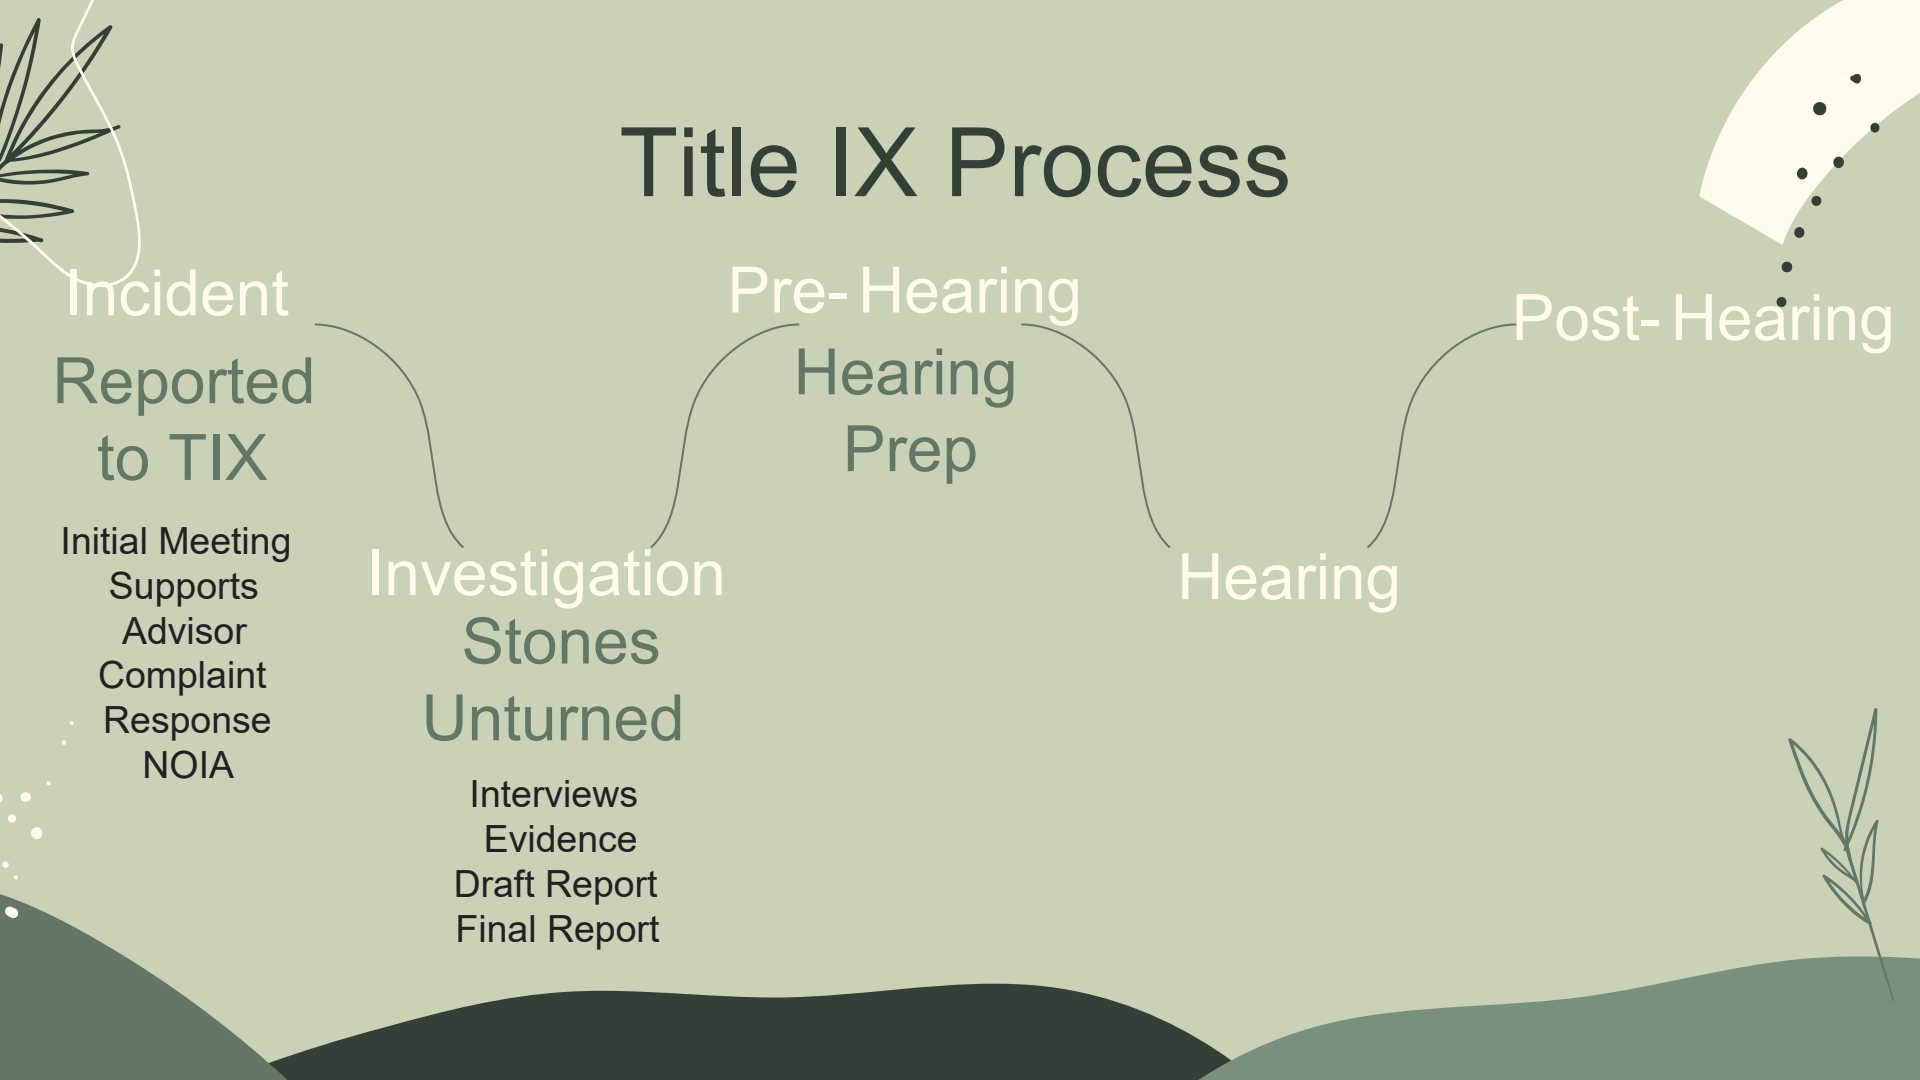 Title IX Process
Incident
Reported
to TIX
Initial Meeting
Supports
Advisor
Complaint
Response
NOIA
Investigation
Stones
Unturned
Interviews
Evidence
Draft Report
Final Report
Pre- Hearing
Hearing
Prep
Hearing
Post- Hearing